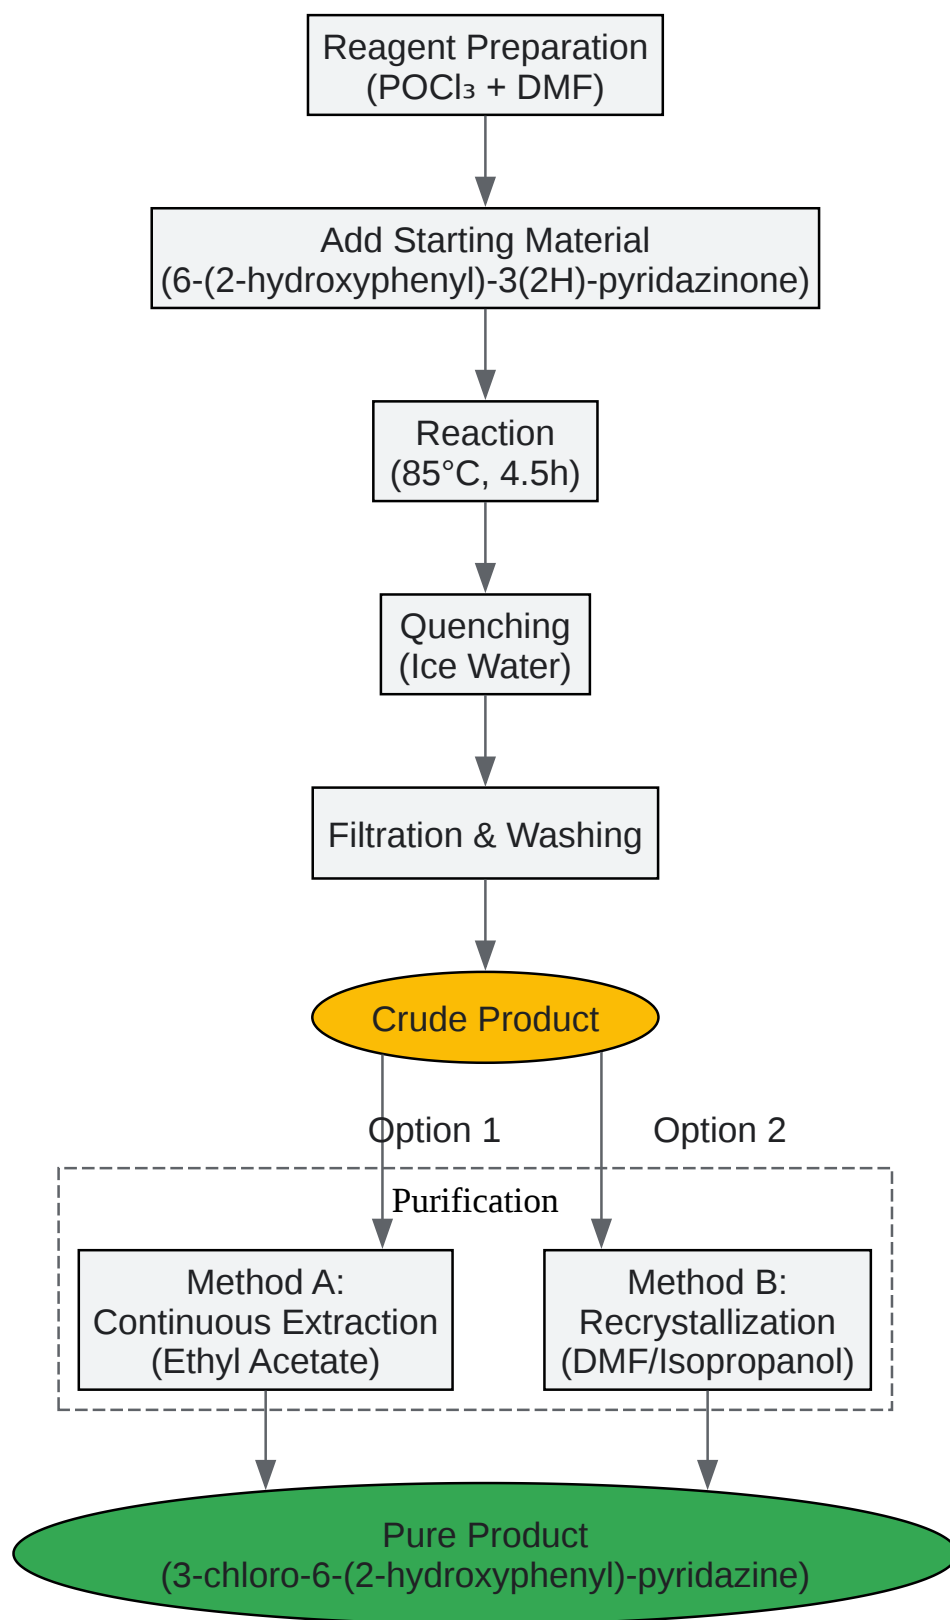 Reagent Preparation
(POCl₃ + DMF)
Add Starting Material
(6-(2-hydroxyphenyl)-3(2H)-pyridazinone)
Reaction
(85°C, 4.5h)
Quenching
(Ice Water)
Filtration & Washing
Crude Product
Option 1
Option 2
Purification
Method A:
Continuous Extraction
(Ethyl Acetate)
Method B:
Recrystallization
(DMF/Isopropanol)
Pure Product
(3-chloro-6-(2-hydroxyphenyl)-pyridazine)